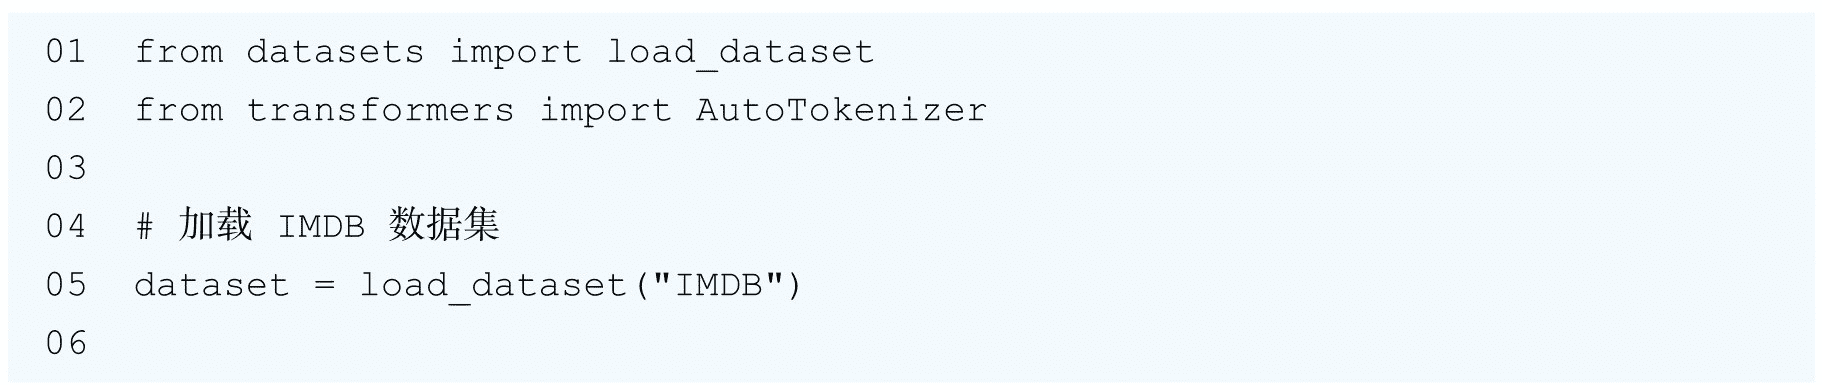 01 from datasets import load_dataset
02 from transformers import AutoTokenizer
03
04 # 加载 IMDB 数据集
05 dataset = load_dataset("IMDB")
06